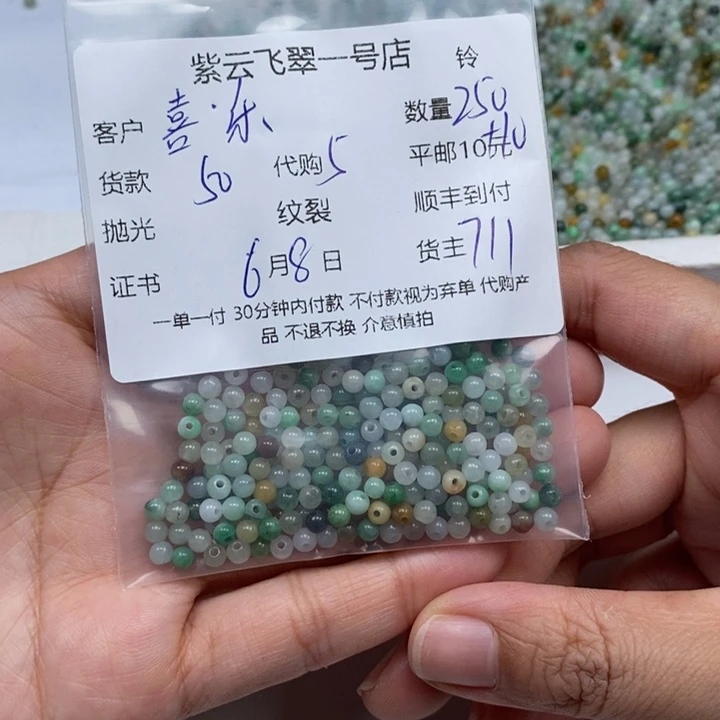 紫云飞翠一号店 铃
客户 喜·乐 数量 250
货款 50 代购 5 平邮10元 +10
抛光 纹裂 顺丰到付
证书 6月8日 货主 711
一单一付 30分钟内付款 不付款视为弃单 代购产
品 不退不换 介意慎拍